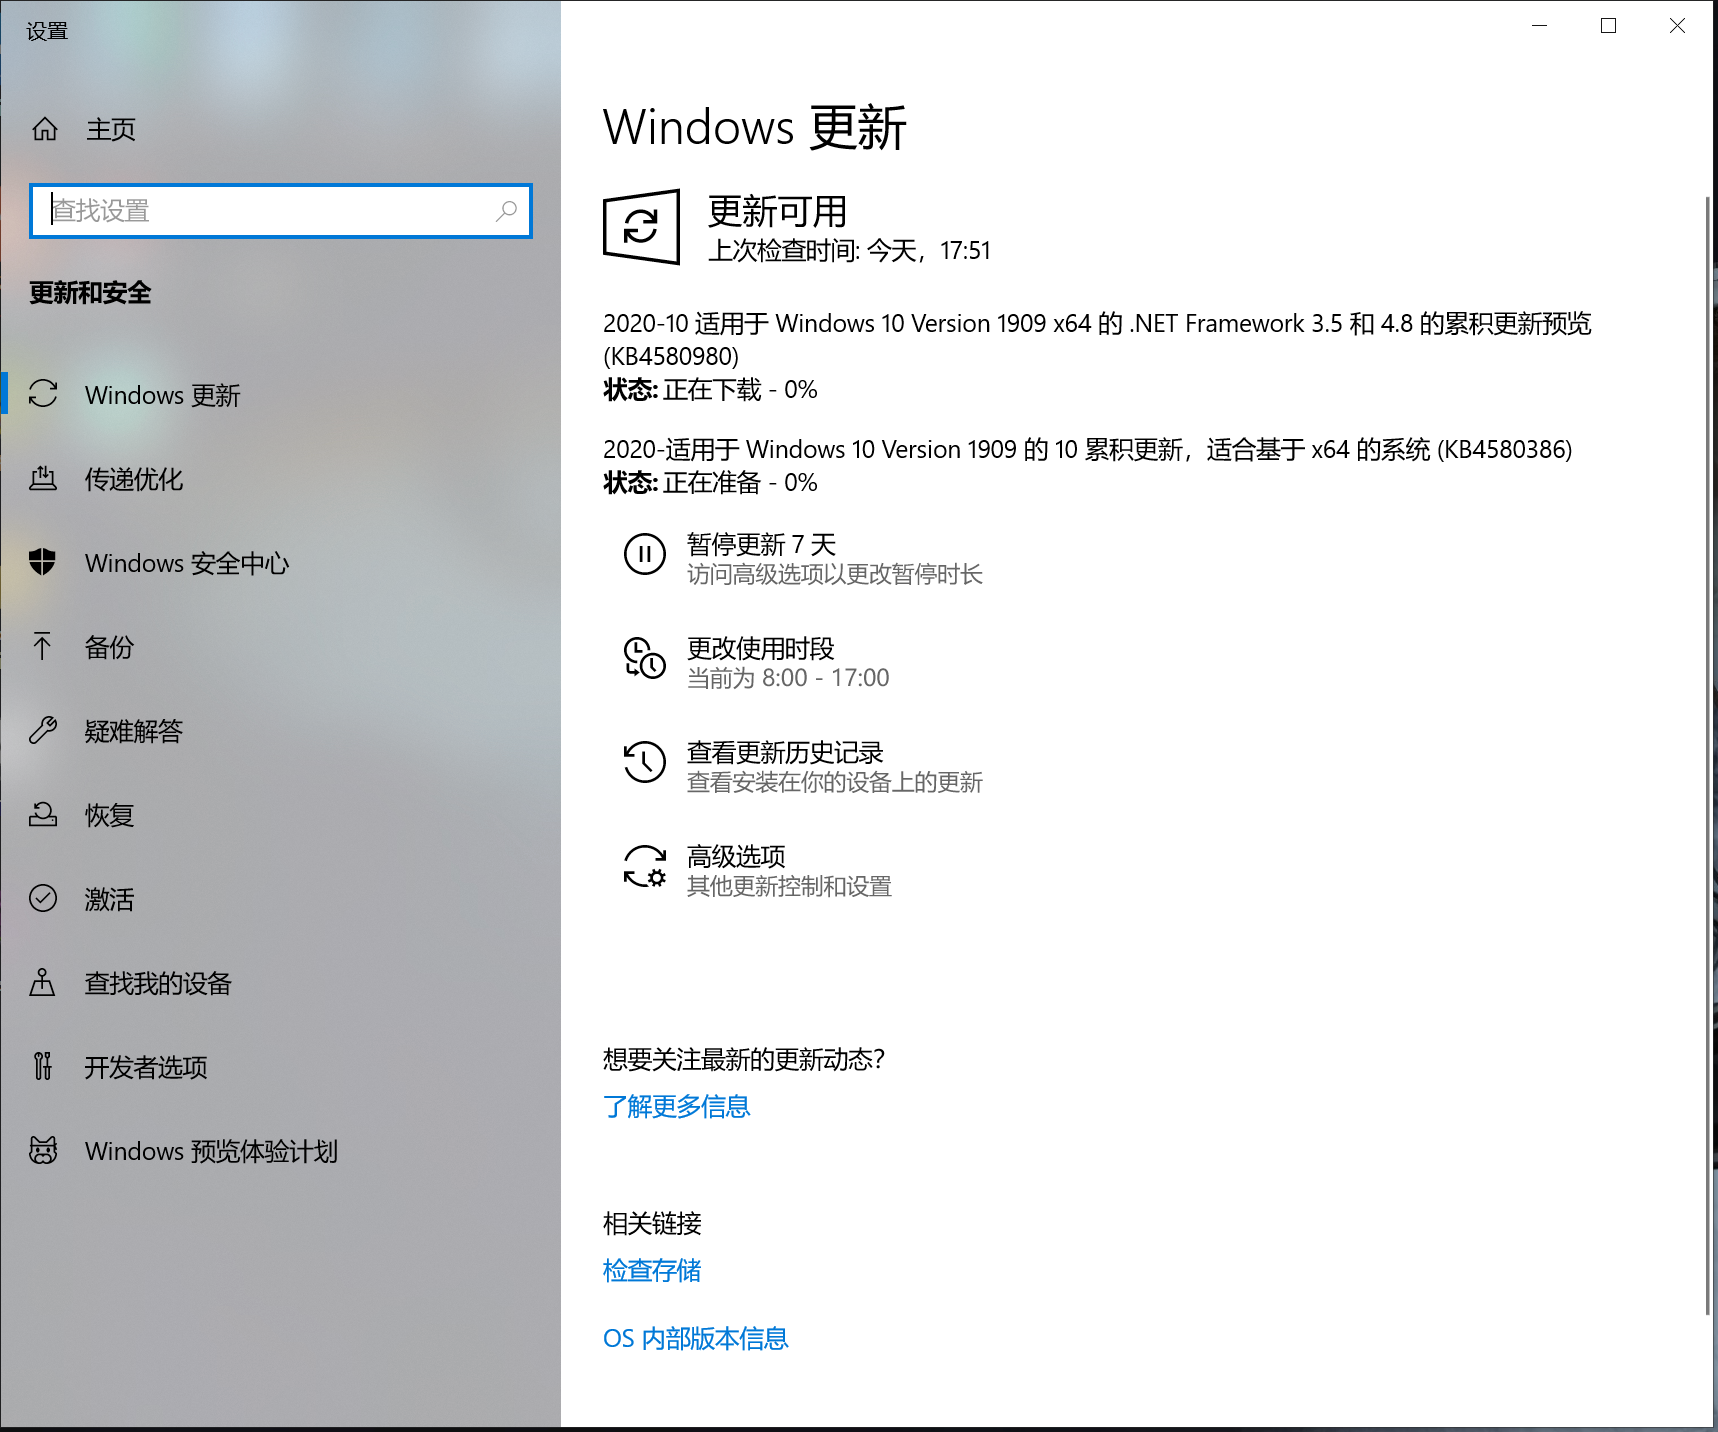 设置
主页
查找设置
更新和安全
Windows 更新
传递优化
Windows 安全中心
备份
疑难解答
恢复
激活
查找我的设备
开发者选项
Windows 预览体验计划
Windows 更新
更新可用
上次检查时间: 今天，17:51
2020-10 适用于 Windows 10 Version 1909 x64 的 .NET Framework 3.5 和 4.8 的累积更新预览
(KB4580980)
状态: 正在下载 - 0%
2020-适用于 Windows 10 Version 1909 的 10 累积更新，适合基于 x64 的系统 (KB4580386)
状态: 正在准备 - 0%
暂停更新 7 天
访问高级选项以更改暂停时长
更改使用时段
当前为 8:00 - 17:00
查看更新历史记录
查看安装在你的设备上的更新
高级选项
其他更新控制和设置
想要关注最新的更新动态?
了解更多信息
相关链接
检查存储
OS 内部版本信息